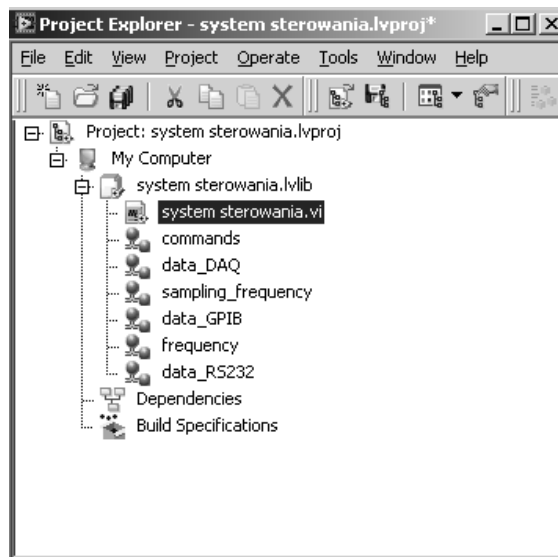 Project Explorer - system sterowania.lvproj*
File Edit View Project Operate Tools Window Help
Project: system sterowania.lvproj
My Computer
system sterowania.lvlib
system sterowania.vi
commands
data_DAQ
sampling_frequency
data_GPIB
frequency
data_RS232
Dependencies
Build Specifications